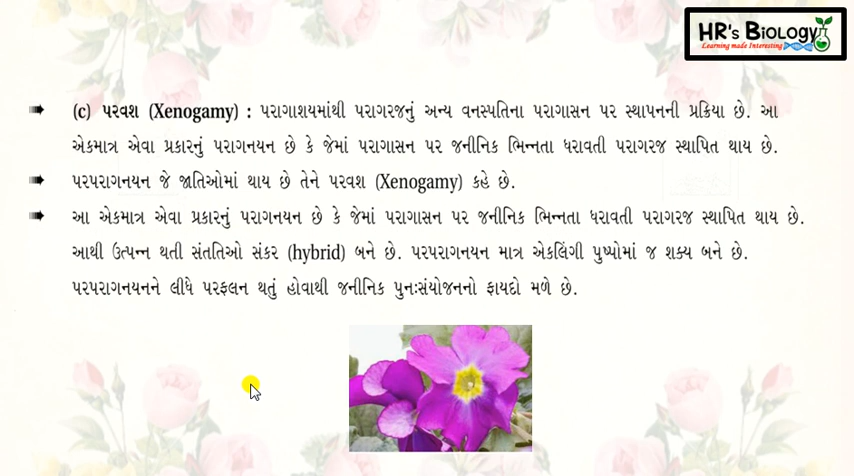 HR's Biology
Learning made Interesting
(c) પરવશ (Xenogamy) : પરાગાશયમાંથી પરાગરજનું અન્ય વનસ્પતિના પરાગાસન પર સ્થાપનની પ્રક્રિયા છે. આ
એકમાત્ર એવા પ્રકારનું પરાગનયન છે કે જેમાં પરાગાસન પર જનીનિક ભિન્નતા ધરાવતી પરાગરજ સ્થાપિત થાય છે.
પરપરાગનયન જે જાતિઓમાં થાય છે તેને પરવશ (Xenogamy) કહે છે.
આ એકમાત્ર એવા પ્રકારનું પરાગનયન છે કે જેમાં પરાગાસન પર જનીનિક ભિન્નતા ધરાવતી પરાગરજ સ્થાપિત થાય છે.
આથી ઉત્પન્ન થતી સંતતિઓ સંકર (hybrid) બને છે. પરપરાગનયન માત્ર એકલિંગી પુષ્પોમાં જ શક્ય બને છે.
પરપરાગનયનને લીધે પરફલન થતું હોવાથી જનીનિક પુનઃસંયોજનનો ફાયદો મળે છે.